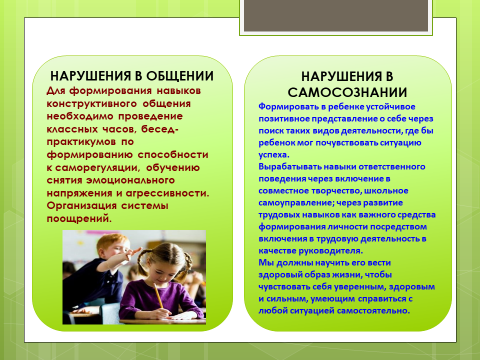 НАРУШЕНИЯ В ОБЩЕНИИ
Для формирования навыков
конструктивного общения
необходимо проведение
классных часов, бесед-
практикумов по
формированию способности
к саморегуляции, обучению
снятия эмоционального
напряжения и агрессивности.
Организация системы
поощрений.
НАРУШЕНИЯ В
САМОСОЗНАНИИ
Формировать в ребенке устойчивое
позитивное представление о себе через
поиск таких видов деятельности, где бы
ребенок мог почувствовать ситуацию
успеха.
Вырабатывать навыки ответственного
поведения через включение в
совместное творчество, школьное
самоуправление; через развитие
трудовых навыков как важного средства
формирования личности посредством
включения в трудовую деятельность в
качестве руководителя.
Мы должны научить его вести
здоровый образ жизни, чтобы
чувствовать себя уверенным, здоровым
и сильным, умеющим справиться с
любой ситуацией самостоятельно.